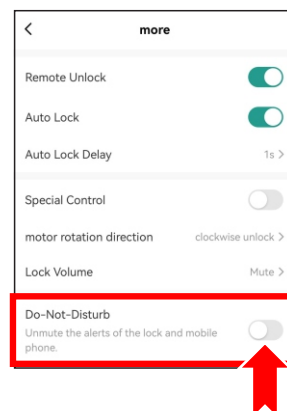 more
Remote Unlock
Auto Lock
Auto Lock Delay 1s >
Special Control
motor rotation direction clockwise unlock >
Lock Volume Mute >
Do-Not-Disturb
Unmute the alerts of the lock and mobile
phone.